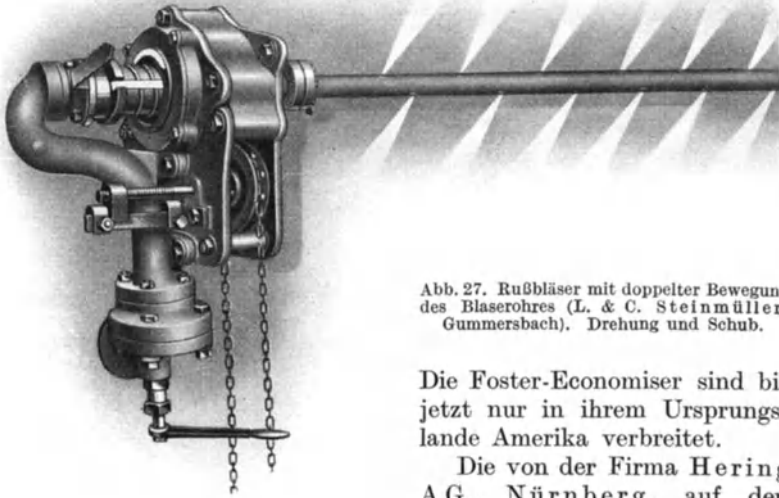 Abb. 27. Rußbläser mit doppelter Bewegun
des Blaserohres (L. & C. Steinmüller
Gummersbach). Drehung und Schub.
Die Foster-Economiser sind bi
jetzt nur in ihrem Ursprungs
lande Amerika verbreitet.
Die von der Firma Hering
A.G., Nürnberg, auf den